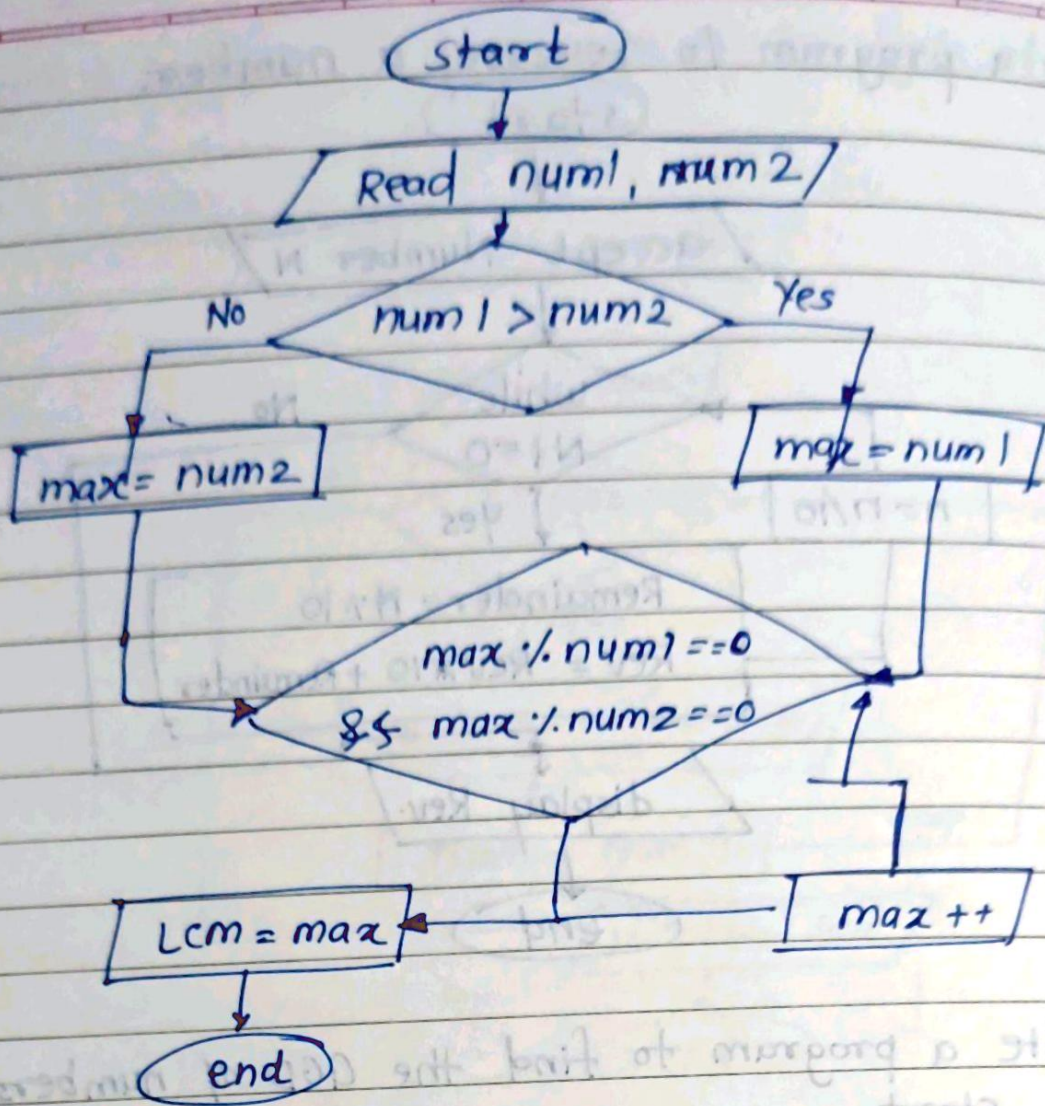 start
Read num1, num2
num1 > num2
No
Yes
max = num2
max = num1
max % num1 == 0
&& max % num2 == 0
LCM = max
max ++
end